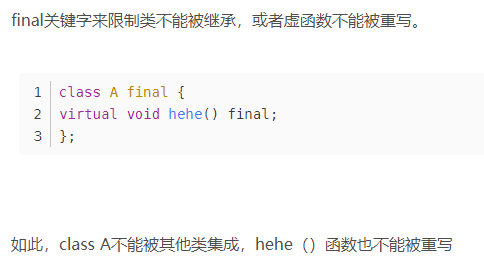 final关键字来限制类不能被继承，或者虚函数不能被重写。
1 class A final {
2 virtual void hehe() final;
3 };
如此，class A不能被其他类集成，hehe（）函数也不能被重写